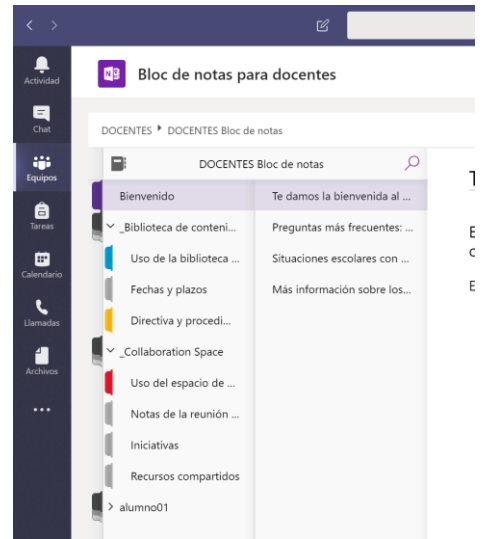 Actividad
Chat
Equipos
Tareas
Calendario
Llamadas
Archivos
Bloc de notas para docentes
DOCENTES DOCENTES Bloc de notas
DOCENTES Bloc de notas
Bienvenido
_Biblioteca de conteni...
Uso de la biblioteca ...
Fechas y plazos
Directiva y procedi...
_Collaboration Space
Uso del espacio de ...
Notas de la reunión ...
Iniciativas
Recursos compartidos
alumno01
Te damos la bienvenida al ...
Preguntas más frecuentes: ...
Situaciones escolares con ...
Más información sobre los...